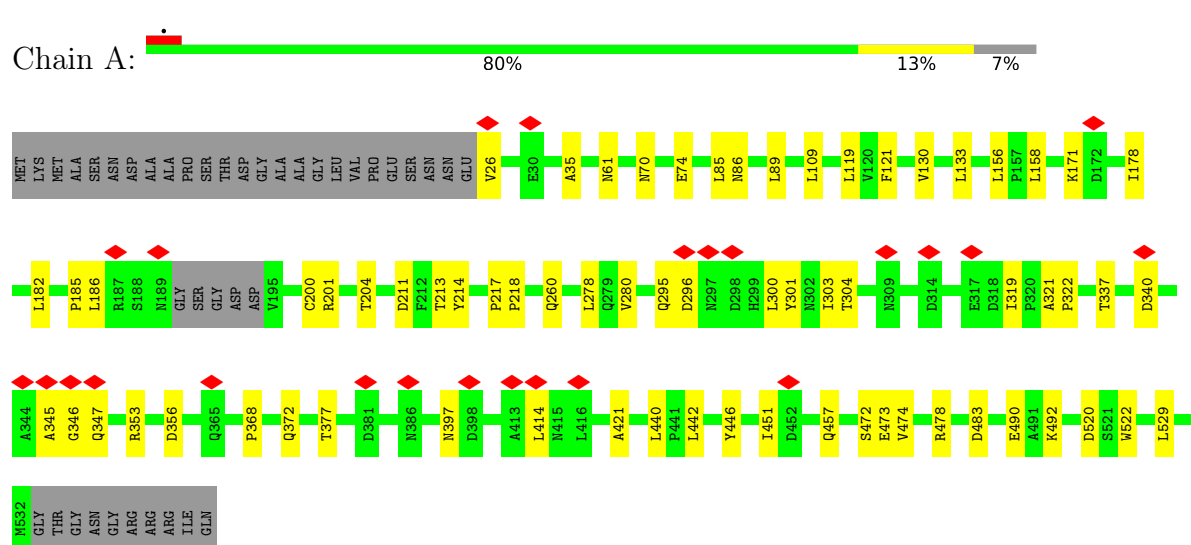 Chain A:
80% 13% 7%
MET LYS MET ALA SER ASN ASP ALA ALA PRO SER THR ASP GLY ALA ALA GLY LEU VAL PRO GLU SER ASN ASN GLU V26 E30 A35 N61 N70 E74 L85 N86 L89 L109 L119 V120 F121 V130 L133 L156 P157 L158 K171 D172 I178
L182 P185 L186 R187 S188 N189 GLY SER GLY ASP ASP V195 C200 R201 T204 D211 F212 T213 Y214 P217 P218 Q260 L278 Q279 V280 Q295 D296 N297 D298 H299 L300 Y301 N302 I303 T304 N309 D314 E317 D318 I319 P320 A321 P322 T337 D340
A344 A345 G346 Q347 R353 D356 Q365 P368 Q372 T377 D381 N386 N397 D398 A413 L414 N415 L416 A421 L440 P441 L442 Y446 I451 D452 Q457 S472 E473 V474 R478 D483 E490 A491 K492 D520 S521 W522 L529
M532 GLY THR GLY ASN GLY ARG ARG ARG ILE GLN